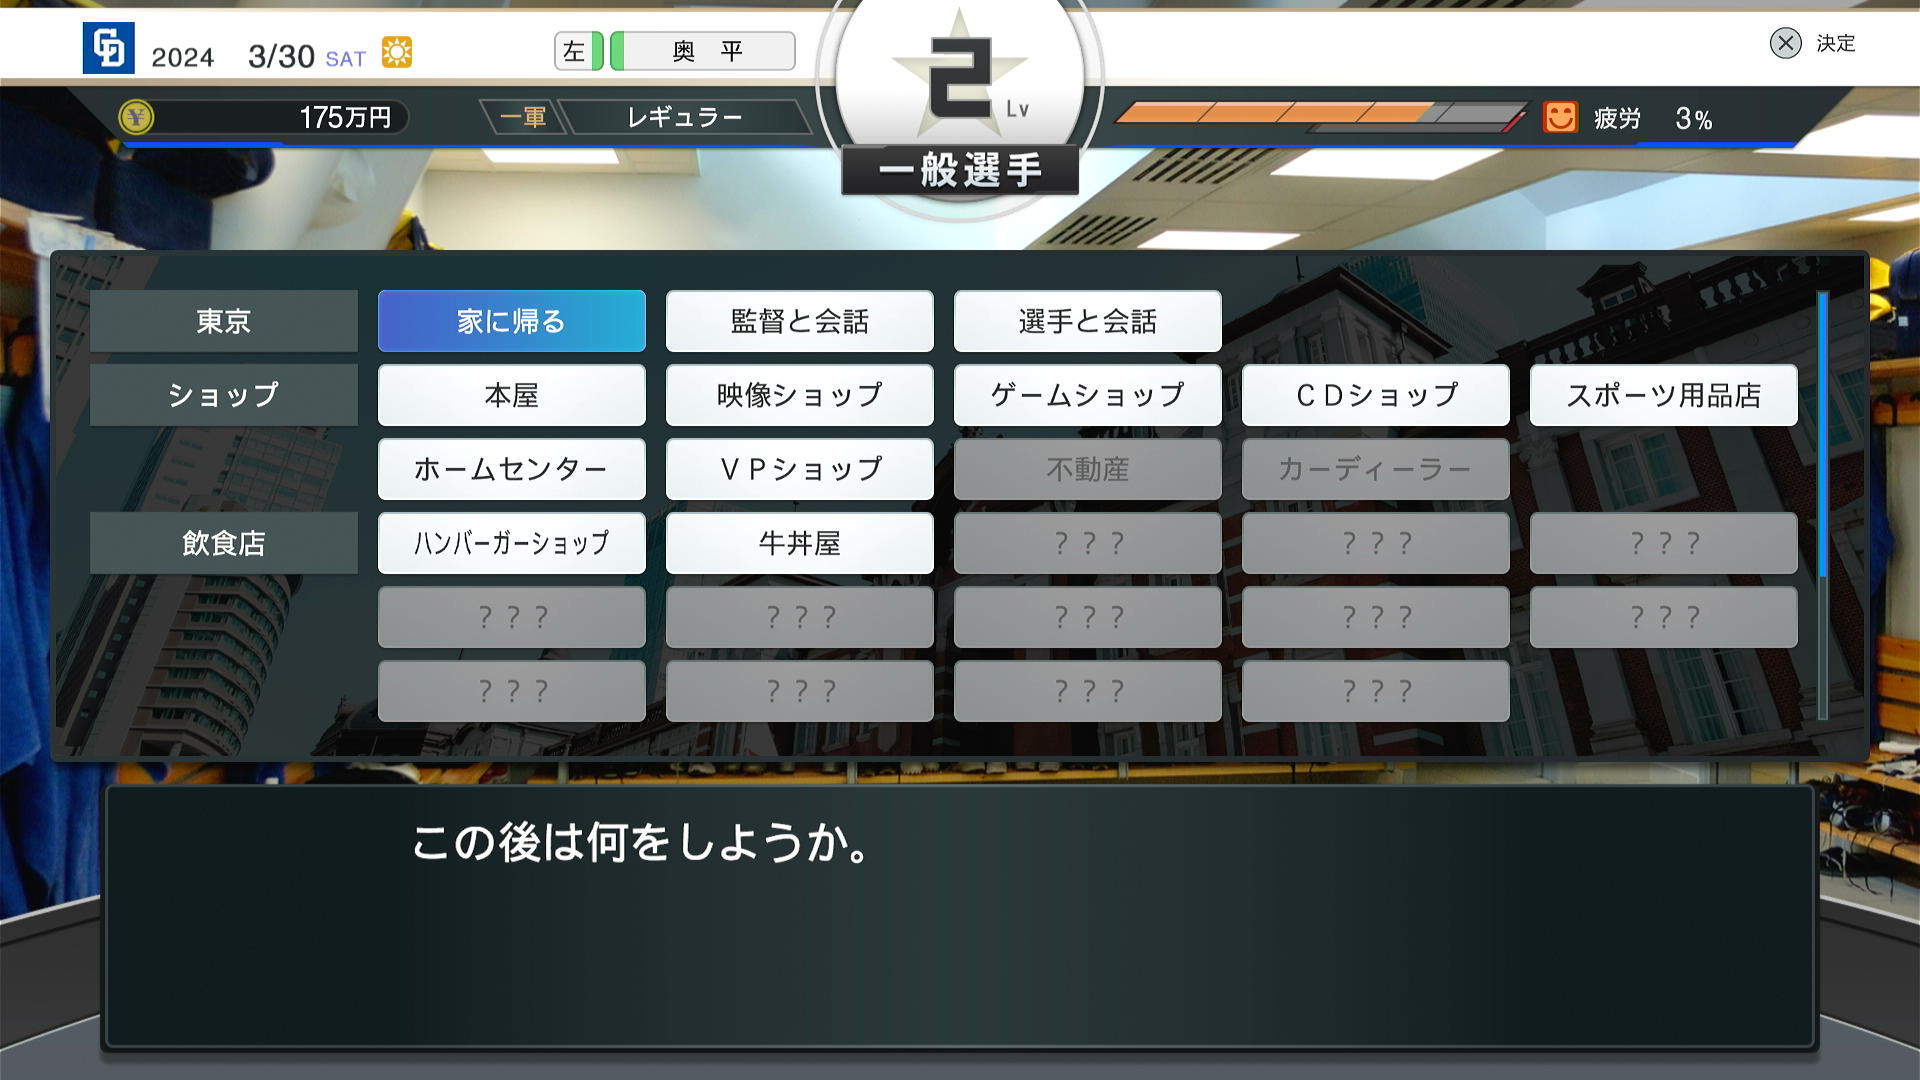 2024 3/30 SAT
左 奥 平
2 Lv
決定
175万円
一軍 レギュラー
疲労 3%
一般選手
東京 家に帰る 監督と会話 選手と会話
ショップ 本屋 映像ショップ ゲームショップ CDショップ スポーツ用品店
ホームセンター VPショップ 不動産 カーディーラー
飲食店 ハンバーガーショップ 牛丼屋 ??? ??? ???
??? ??? ??? ??? ???
??? ??? ??? ???
この後は何をしようか。